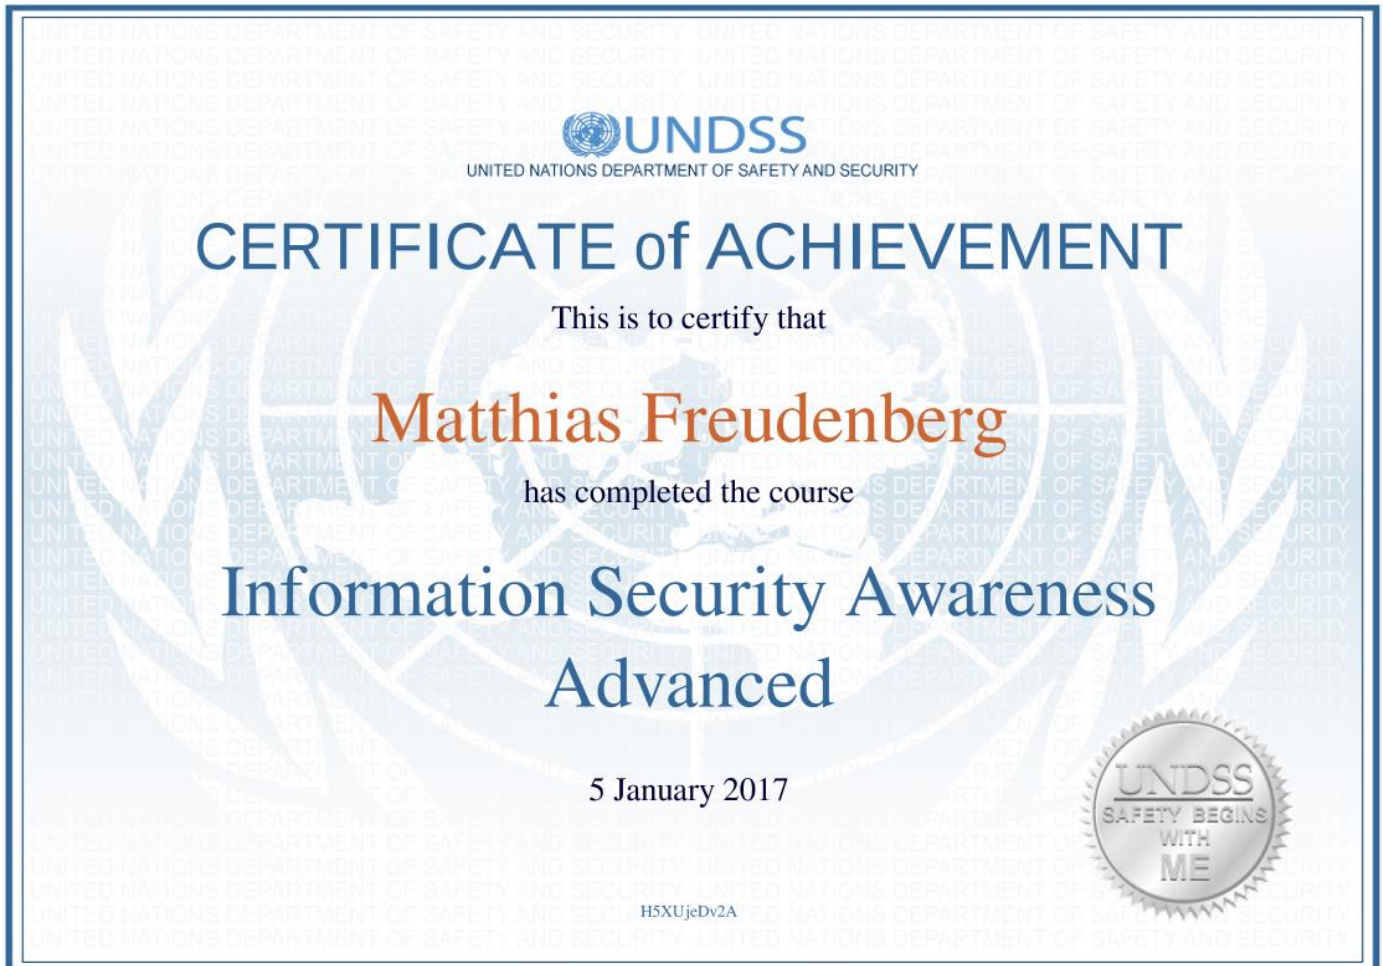 UNDSS
UNITED NATIONS DEPARTMENT OF SAFETY AND SECURITY
CERTIFICATE of ACHIEVEMENT
This is to certify that
Matthias Freudenberg
has completed the course
Information Security Awareness
Advanced
5 January 2017
UNDSS
SAFETY BEGINS
WITH
ME
H5XUjeDv2A